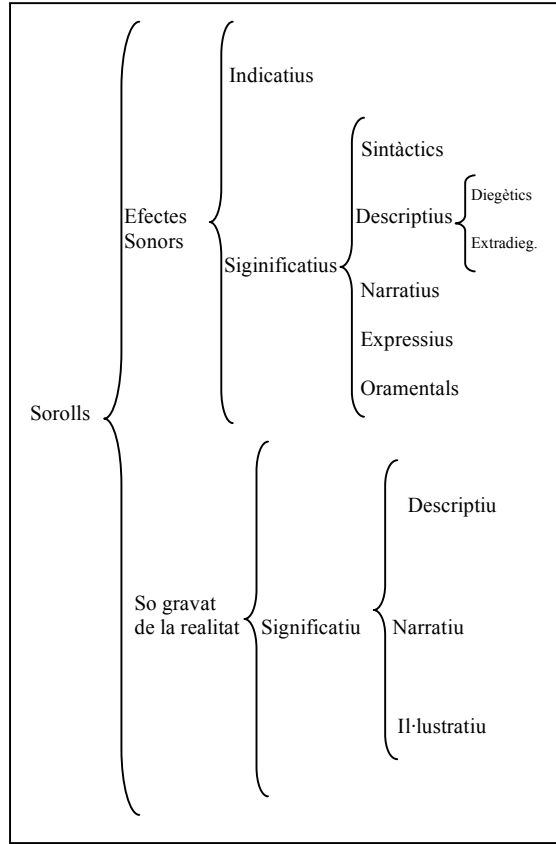 Indicatius
Sintàctics
Diegètics
Efectes
Sonors
Descriptius
Extradieg.
Siginificatius
Narratius
Expressius
Oramentals
Sorolls
Descriptiu
So gravat
de la realitat
Significatiu
Narratiu
Il·lustratiu